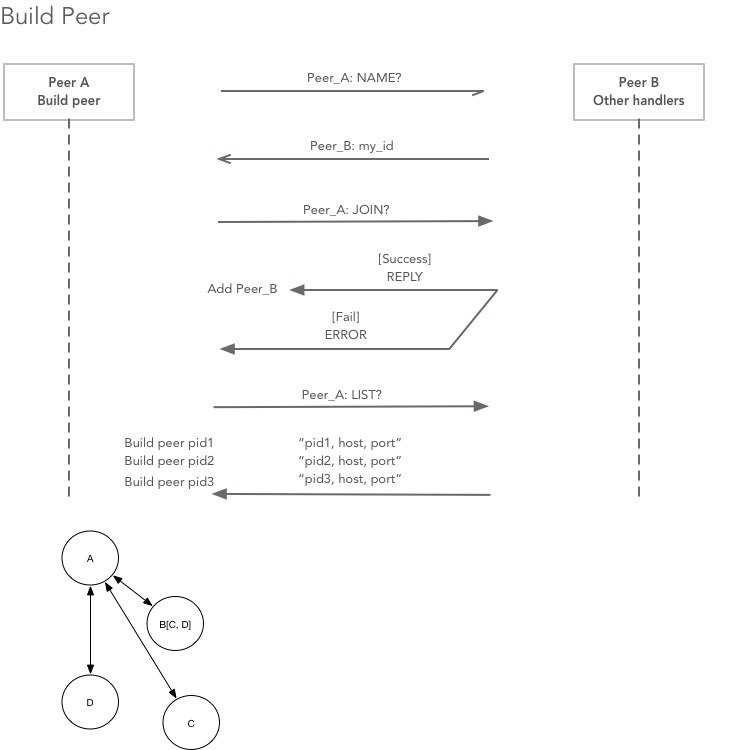 Build Peer
Peer A
Build peer
Peer B
Other handlers
Peer_A: NAME?
Peer_B: my_id
Peer_A: JOIN?
[Success]
REPLY
Add Peer_B
[Fail]
ERROR
Peer_A: LIST?
Build peer pid1
“pid1, host, port”
Build peer pid2
“pid2, host, port”
Build peer pid3
“pid3, host, port”
A
B[C, D]
D
C